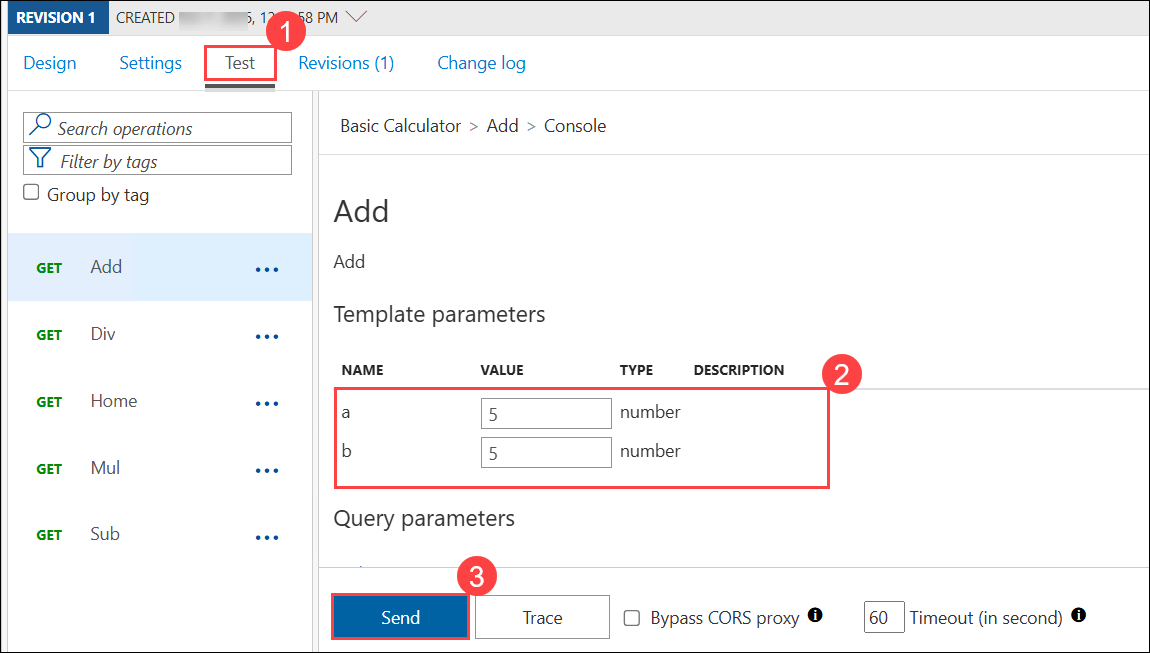 REVISION 1 CREATED 5, 12 58 PM
1
Design Settings Test Revisions (1) Change log
Search operations
Filter by tags
Group by tag
GET Add
GET Div
GET Home
GET Mul
GET Sub
Basic Calculator > Add > Console
Add
Add
Template parameters
NAME VALUE TYPE DESCRIPTION
2
a 5 number
b 5 number
Query parameters
3
Send Trace Bypass CORS proxy 60 Timeout (in second)